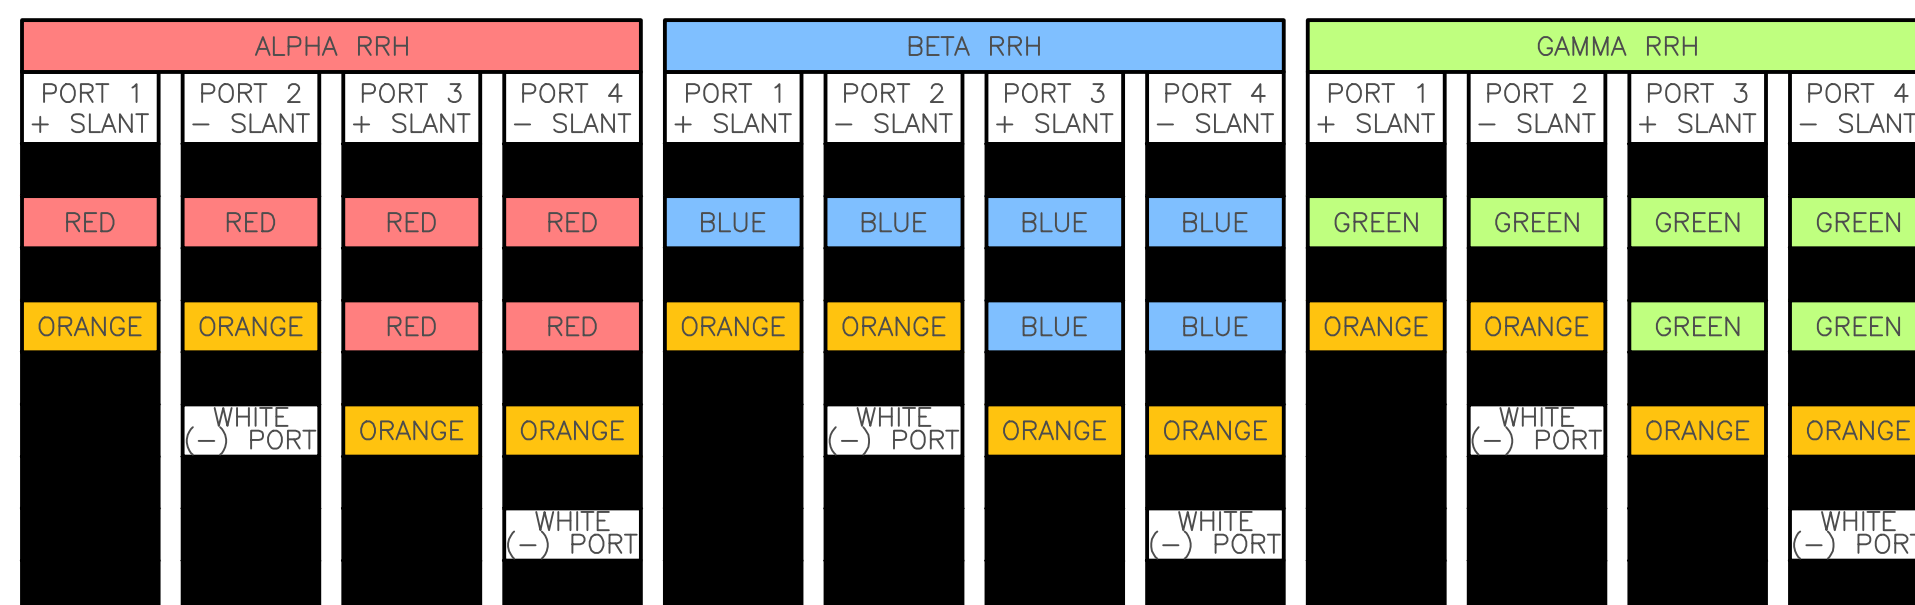 ALPHA RRH BETA RRH GAMMA RRH
PORT 1 PORT 2 PORT 3 PORT 4 PORT 1 PORT 2 PORT 3 PORT 4 PORT 1 PORT 2 PORT 3 PORT 4
+ SLANT - SLANT + SLANT - SLANT + SLANT - SLANT + SLANT - SLANT + SLANT - SLANT + SLANT - SLANT
RED RED RED RED BLUE BLUE BLUE BLUE GREEN GREEN GREEN GREEN
ORANGE ORANGE RED RED ORANGE ORANGE BLUE BLUE ORANGE ORANGE GREEN GREEN
WHITE ORANGE ORANGE WHITE ORANGE ORANGE WHITE ORANGE ORANGE
(-) PORT (-) PORT (-) PORT
WHITE WHITE WHITE
(-) PORT (-) PORT (-) PORT